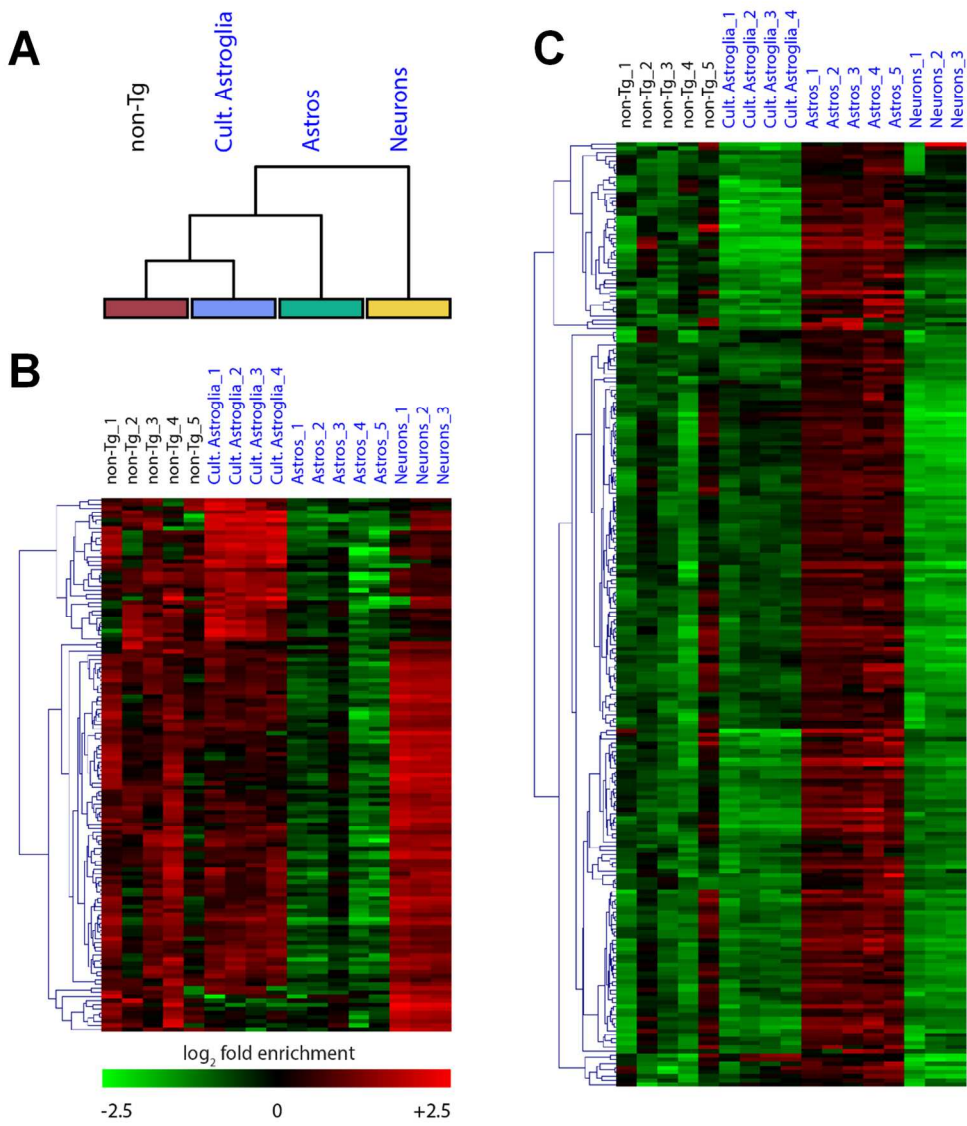 A
non-Tg
Cult. Astroglia
Astros
Neurons
B
non-Tg_1
non-Tg_2
non-Tg_3
non-Tg_4
non-Tg_5
Cult. Astroglia_1
Cult. Astroglia_2
Cult. Astroglia_3
Cult. Astroglia_4
Astros_1
Astros_2
Astros_3
Astros_4
Astros_5
Neurons_1
Neurons_2
Neurons_3
log2 fold enrichment
-2.5 0 +2.5
C
non-Tg_1
non-Tg_2
non-Tg_3
non-Tg_4
non-Tg_5
Cult. Astroglia_1
Cult. Astroglia_2
Cult. Astroglia_3
Cult. Astroglia_4
Astros_1
Astros_2
Astros_3
Astros_4
Astros_5
Neurons_1
Neurons_2
Neurons_3